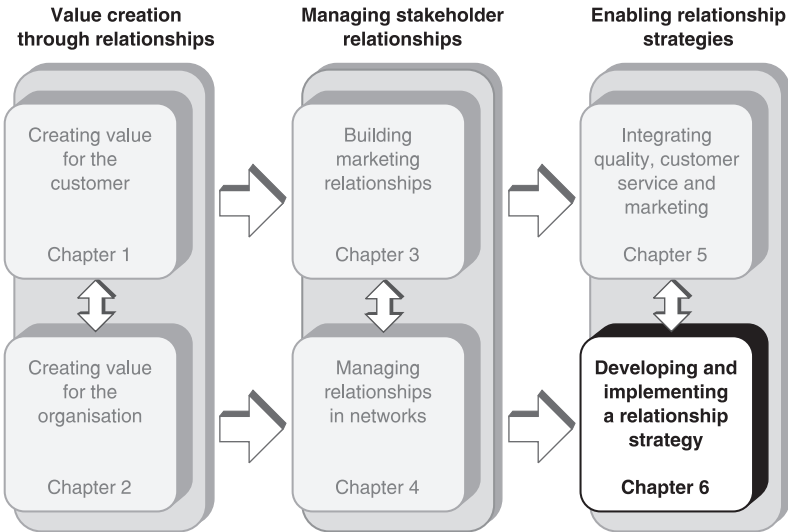 Value creation
through relationships
Managing stakeholder
relationships
Enabling relationship
strategies
Creating value
for the
customer
Chapter 1
Building
marketing
relationships
Chapter 3
Integrating
quality, customer
service and
marketing
Chapter 5
Creating value
for the
organisation
Chapter 2
Managing
relationships
in networks
Chapter 4
Developing and
implementing
a relationship
strategy
Chapter 6